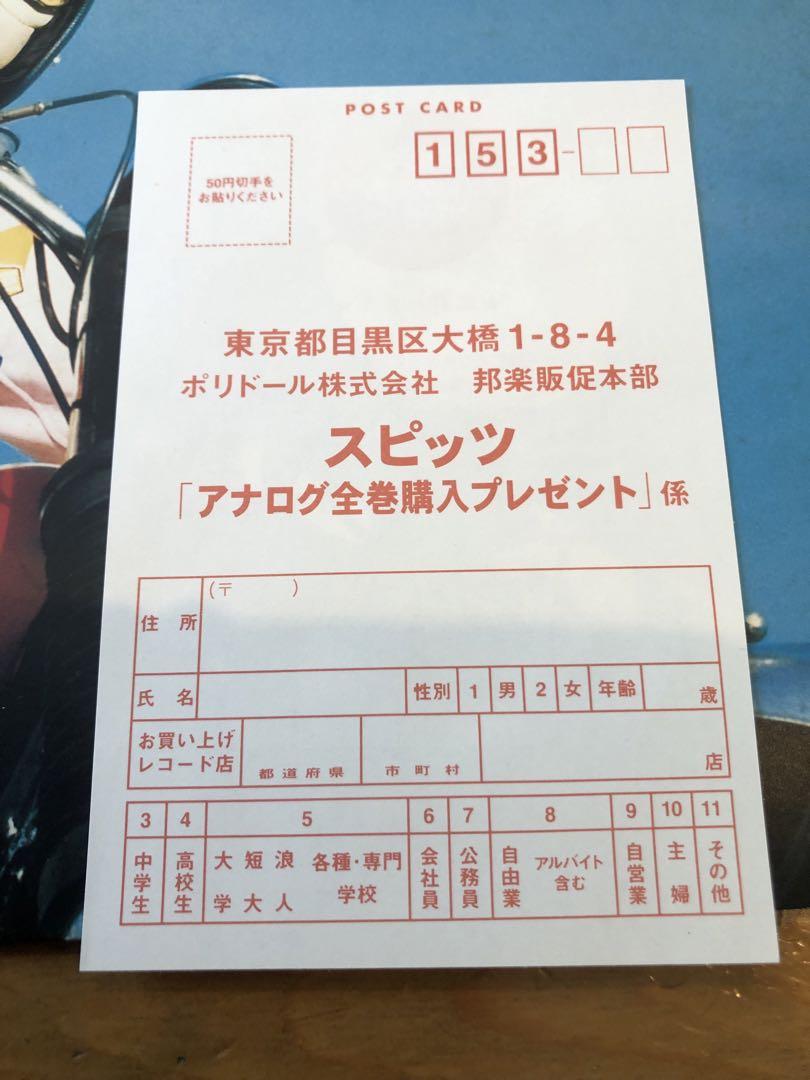 POST CARD
153-
50円切手を
お貼りください
東京都目黒区大橋1-8-4
ポリドール株式会社 邦楽販促本部
スピッツ
「アナログ全巻購入プレゼント」係
住所 (〒 )
氏名 性別 1 男 2 女 年齢 歳
お買い上げ
レコード店 都道府県 市町村 店
3 4 5 6 7 8 9 10 11
中学生
高校生
大学
短大
浪人
各種・専門
学校
会社員
公務員
自由業
アルバイト
含む
自営業
主婦
その他